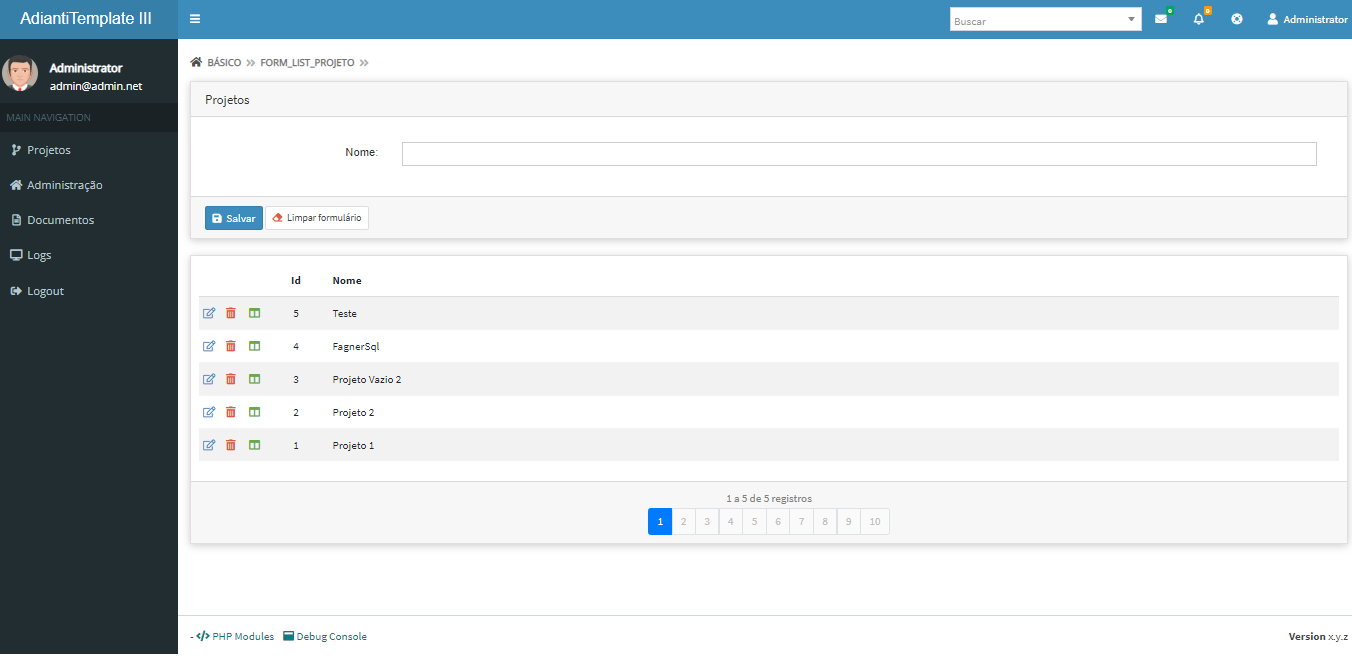 AdiantiTemplate III
Buscar
0
0
Administrator
Administrator
admin@admin.net
MAIN NAVIGATION
Projetos
Administração
Documentos
Logs
Logout
BÁSICO » FORM_LIST_PROJETO »
Projetos
Nome:
Salvar Limpar formulário
Id Nome
5 Teste
4 FagnerSql
3 Projeto Vazio 2
2 Projeto 2
1 Projeto 1
1 a 5 de 5 registros
1 2 3 4 5 6 7 8 9 10
- PHP Modules Debug Console
Version x.y.z